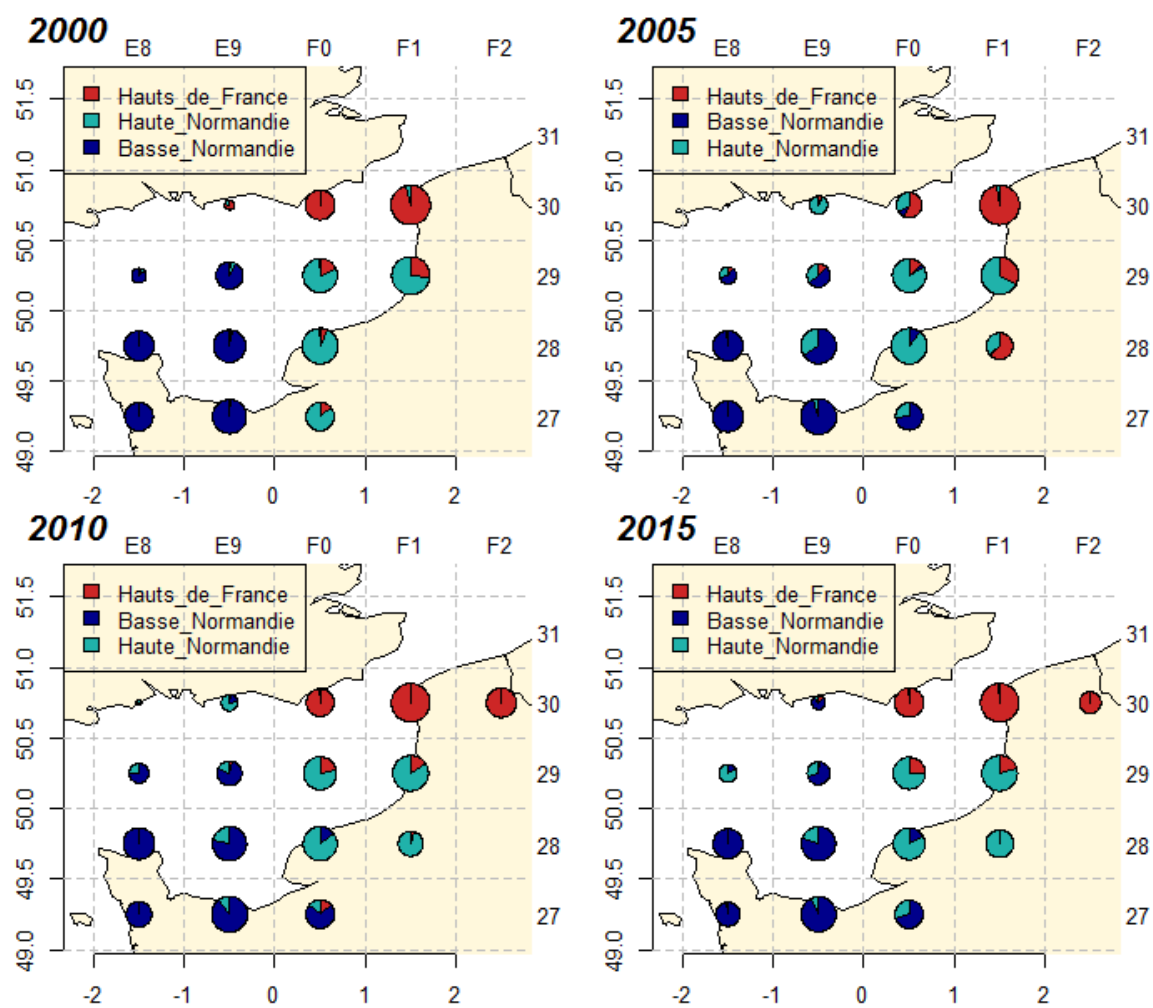 2000
E8 E9 F0 F1 F2
Hauts_de_France
Haute_Normandie
Basse_Normandie
51.5
51.0
50.5
50.0
49.5
49.0
31
30
29
28
27
-2 -1 0 1 2
2005
E8 E9 F0 F1 F2
Hauts_de_France
Basse_Normandie
Haute_Normandie
51.5
51.0
50.5
50.0
49.5
49.0
31
30
29
28
27
-2 -1 0 1 2
2010
E8 E9 F0 F1 F2
Hauts_de_France
Basse_Normandie
Haute_Normandie
51.5
51.0
50.5
50.0
49.5
49.0
31
30
29
28
27
-2 -1 0 1 2
2015
E8 E9 F0 F1 F2
Hauts_de_France
Basse_Normandie
Haute_Normandie
51.5
51.0
50.5
50.0
49.5
49.0
31
30
29
28
27
-2 -1 0 1 2